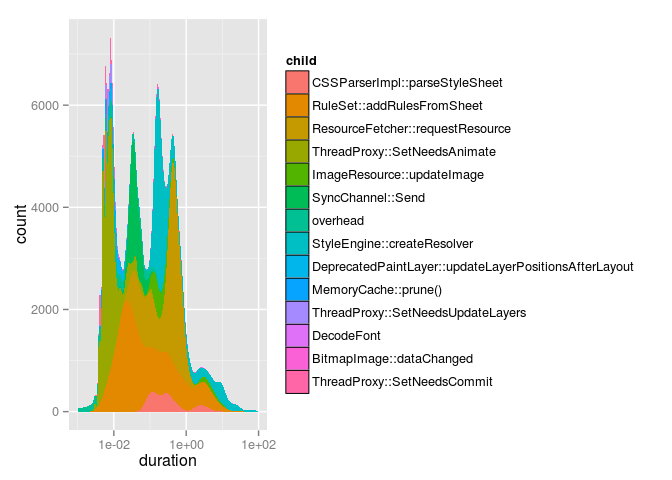 child
CSSParserImpl::parseStyleSheet
RuleSet::addRulesFromSheet
ResourceFetcher::requestResource
ThreadProxy::SetNeedsAnimate
ImageResource::updateImage
SyncChannel::Send
overhead
StyleEngine::createResolver
DeprecatedPaintLayer::updateLayerPositionsAfterLayout
MemoryCache::prune()
ThreadProxy::SetNeedsUpdateLayers
DecodeFont
BitmapImage::dataChanged
ThreadProxy::SetNeedsCommit
count
6000
4000
2000
0
1e-02 1e+00 1e+02
duration